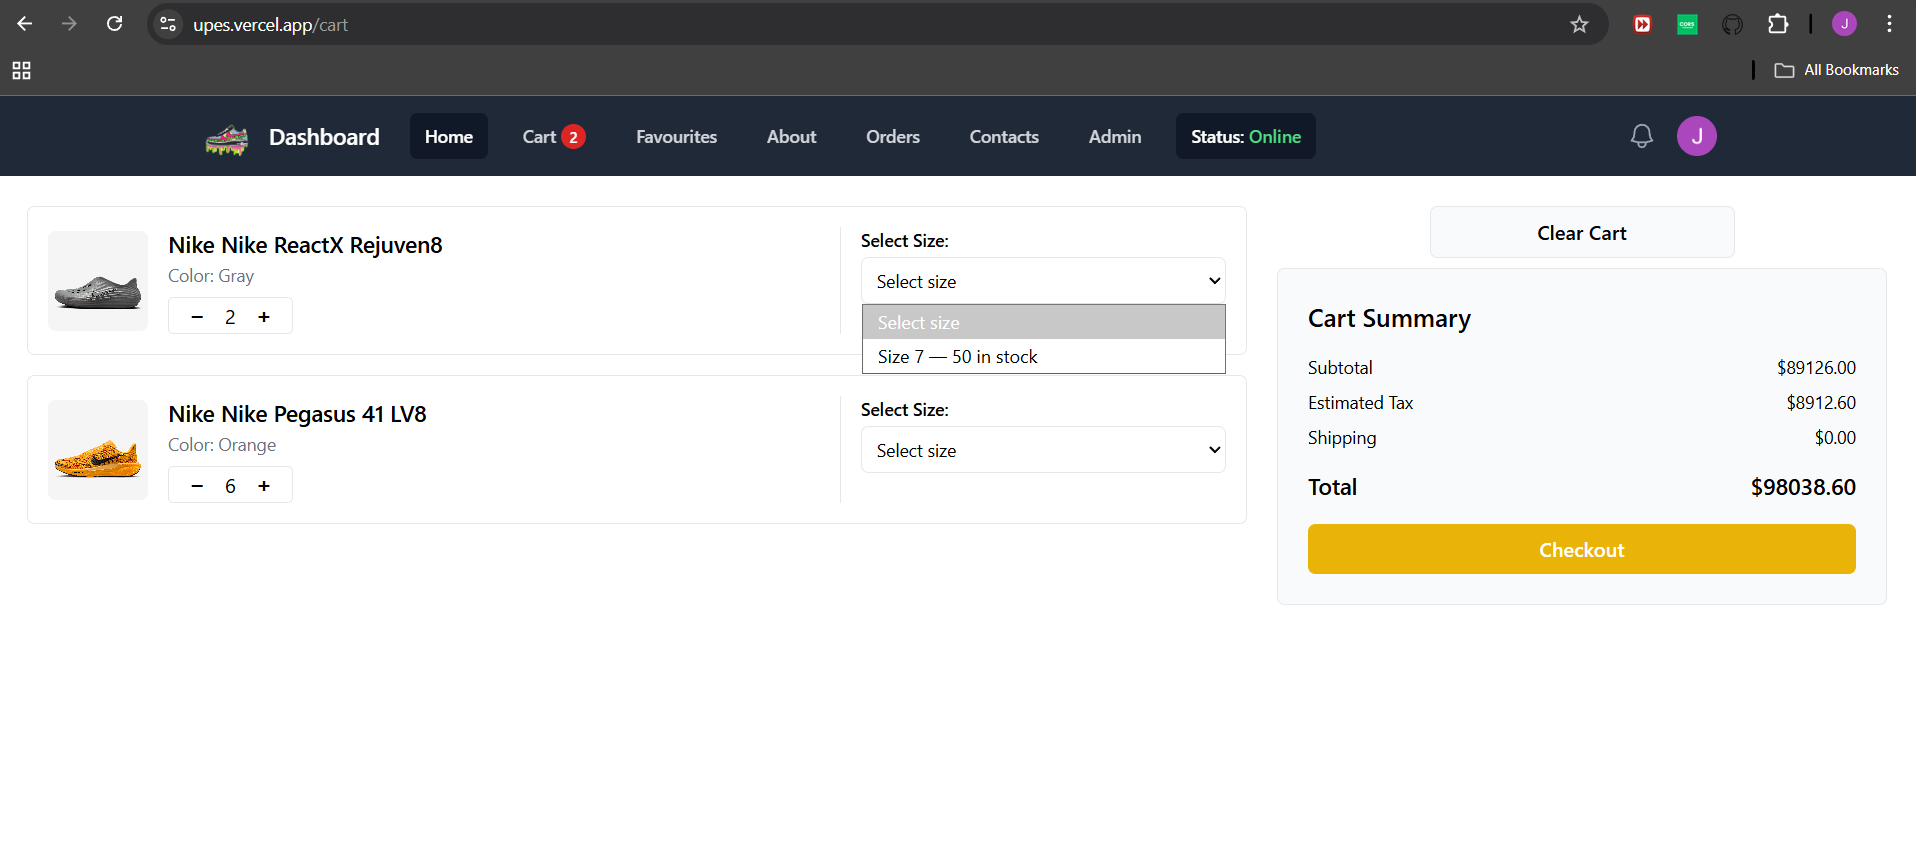 upes.vercel.app/cart
CORS
J
All Bookmarks
Dashboard
Home
Cart 2
Favourites
About
Orders
Contacts
Admin
Status: Online
J
Nike Nike ReactX Rejuven8
Color: Gray
− 2 +
Select Size:
Select size
Select size
Size 7 — 50 in stock
Nike Nike Pegasus 41 LV8
Color: Orange
− 6 +
Select Size:
Select size
Clear Cart
Cart Summary
Subtotal $89126.00
Estimated Tax $8912.60
Shipping $0.00
Total $98038.60
Checkout